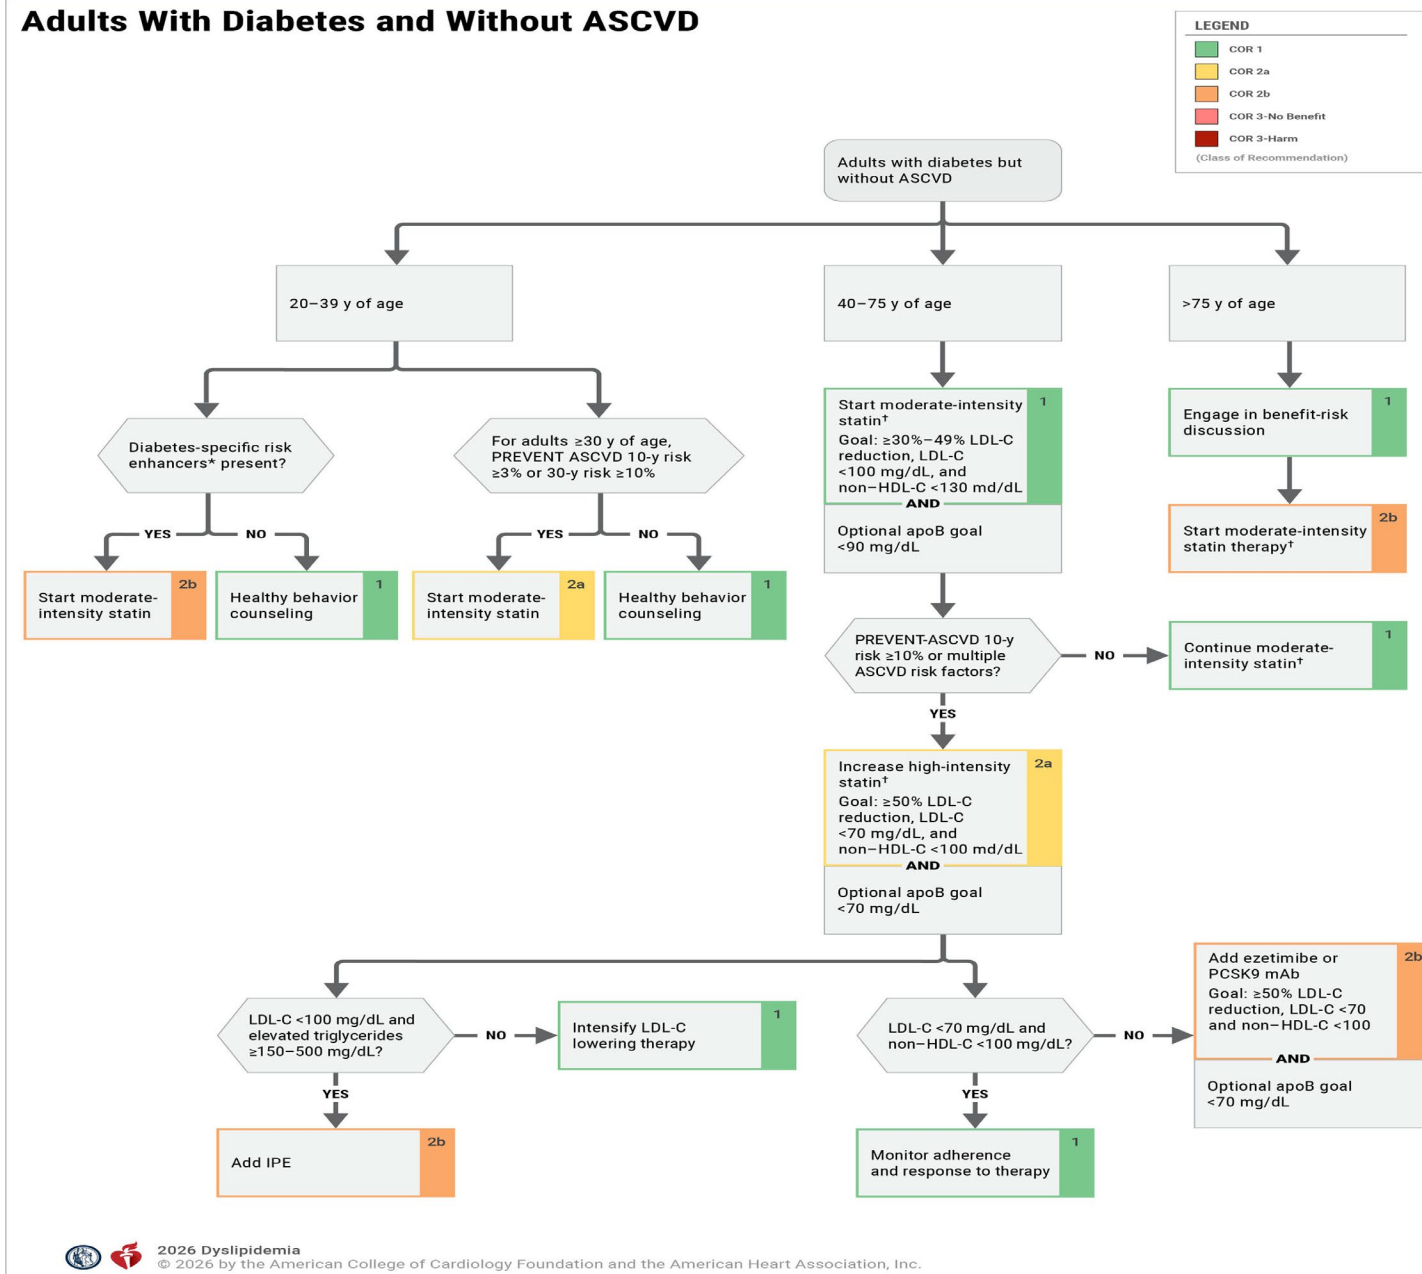 Adults With Diabetes and Without ASCVD
LEGEND
COR 1
COR 2a
COR 2b
COR 3-No Benefit
COR 3-Harm
(Class of Recommendation)
Adults with diabetes but
without ASCVD
20–39 y of age
40–75 y of age
>75 y of age
Diabetes-specific risk
enhancers* present?
For adults ≥30 y of age,
PREVENT ASCVD 10-y risk
≥3% or 30-y risk ≥10%
YES
NO
YES
NO
Start moderate-
intensity statin
2b
Healthy behavior
counseling
1
Start moderate-
intensity statin
2a
Healthy behavior
counseling
1
Start moderate-intensity
statin†
Goal: ≥30%–49% LDL-C
reduction, LDL-C
<100 mg/dL, and
non–HDL-C <130 md/dL
1
AND
Optional apoB goal
<90 mg/dL
Engage in benefit-risk
discussion
1
Start moderate-intensity
statin therapy†
2b
PREVENT-ASCVD 10-y
risk ≥10% or multiple
ASCVD risk factors?
NO
Continue moderate-
intensity statin†
1
YES
Increase high-intensity
statin†
Goal: ≥50% LDL-C
reduction, LDL-C
<70 mg/dL, and
non–HDL-C <100 md/dL
2a
AND
Optional apoB goal
<70 mg/dL
LDL-C <100 mg/dL and
elevated triglycerides
≥150–500 mg/dL?
NO
Intensify LDL-C
lowering therapy
1
YES
Add IPE
2b
LDL-C <70 mg/dL and
non–HDL-C <100 mg/dL?
NO
Add ezetimibe or
PCSK9 mAb
Goal: ≥50% LDL-C
reduction, LDL-C <70
and non–HDL-C <100
2b
AND
Optional apoB goal
<70 mg/dL
YES
Monitor adherence
and response to therapy
1
2026 Dyslipidemia
© 2026 by the American College of Cardiology Foundation and the American Heart Association, Inc.